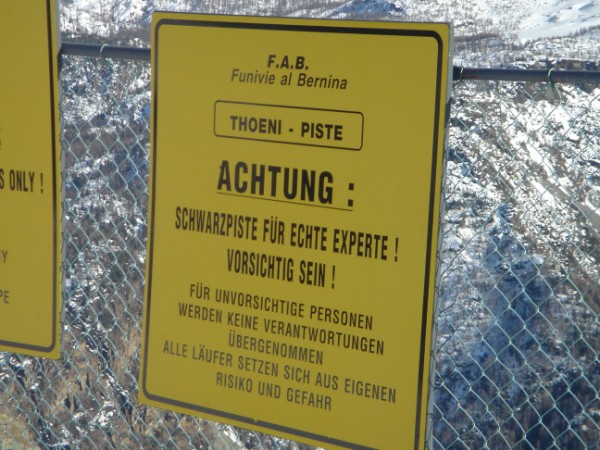 S ONLY !
F.A.B.
Funivie al Bernina
THOENI - PISTE
ACHTUNG :
SCHWARZPISTE FÜR ECHTE EXPERTE !
VORSICHTIG SEIN !
FÜR UNVORSICHTIGE PERSONEN
WERDEN KEINE VERANTWORTUNGEN
ÜBERGENOMMEN
ALLE LÄUFER SETZEN SICH AUS EIGENEN
RISIKO UND GEFAHR